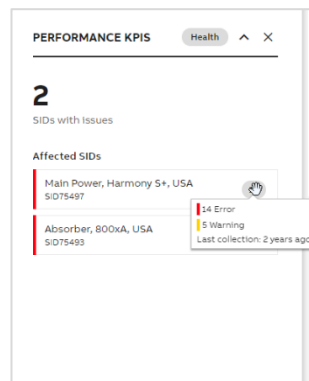 PERFORMANCE KPIS Health
2
SIDs with Issues
Affected SIDs
Main Power, Harmony S+, USA
SID75497
14 Error
5 Warning
Last collection: 2 years ago
Absorber, 800xA, USA
SID75493